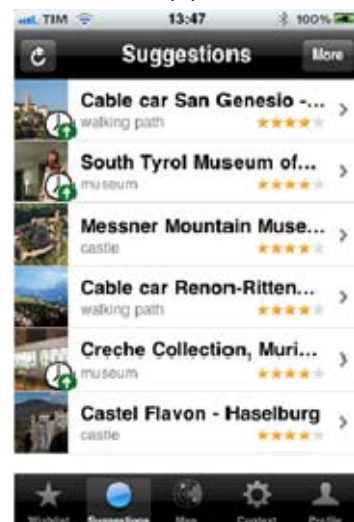 TIM 13:47 100%
Suggestions More
Cable car San Genesio -...
walking path
South Tyrol Museum of...
museum
Messner Mountain Muse...
castle
Cable car Renon-Ritten...
walking path
Creche Collection, Muri...
museum
Castel Flavon - Haselburg
castle
Wishlist Suggestions Map Context Profile